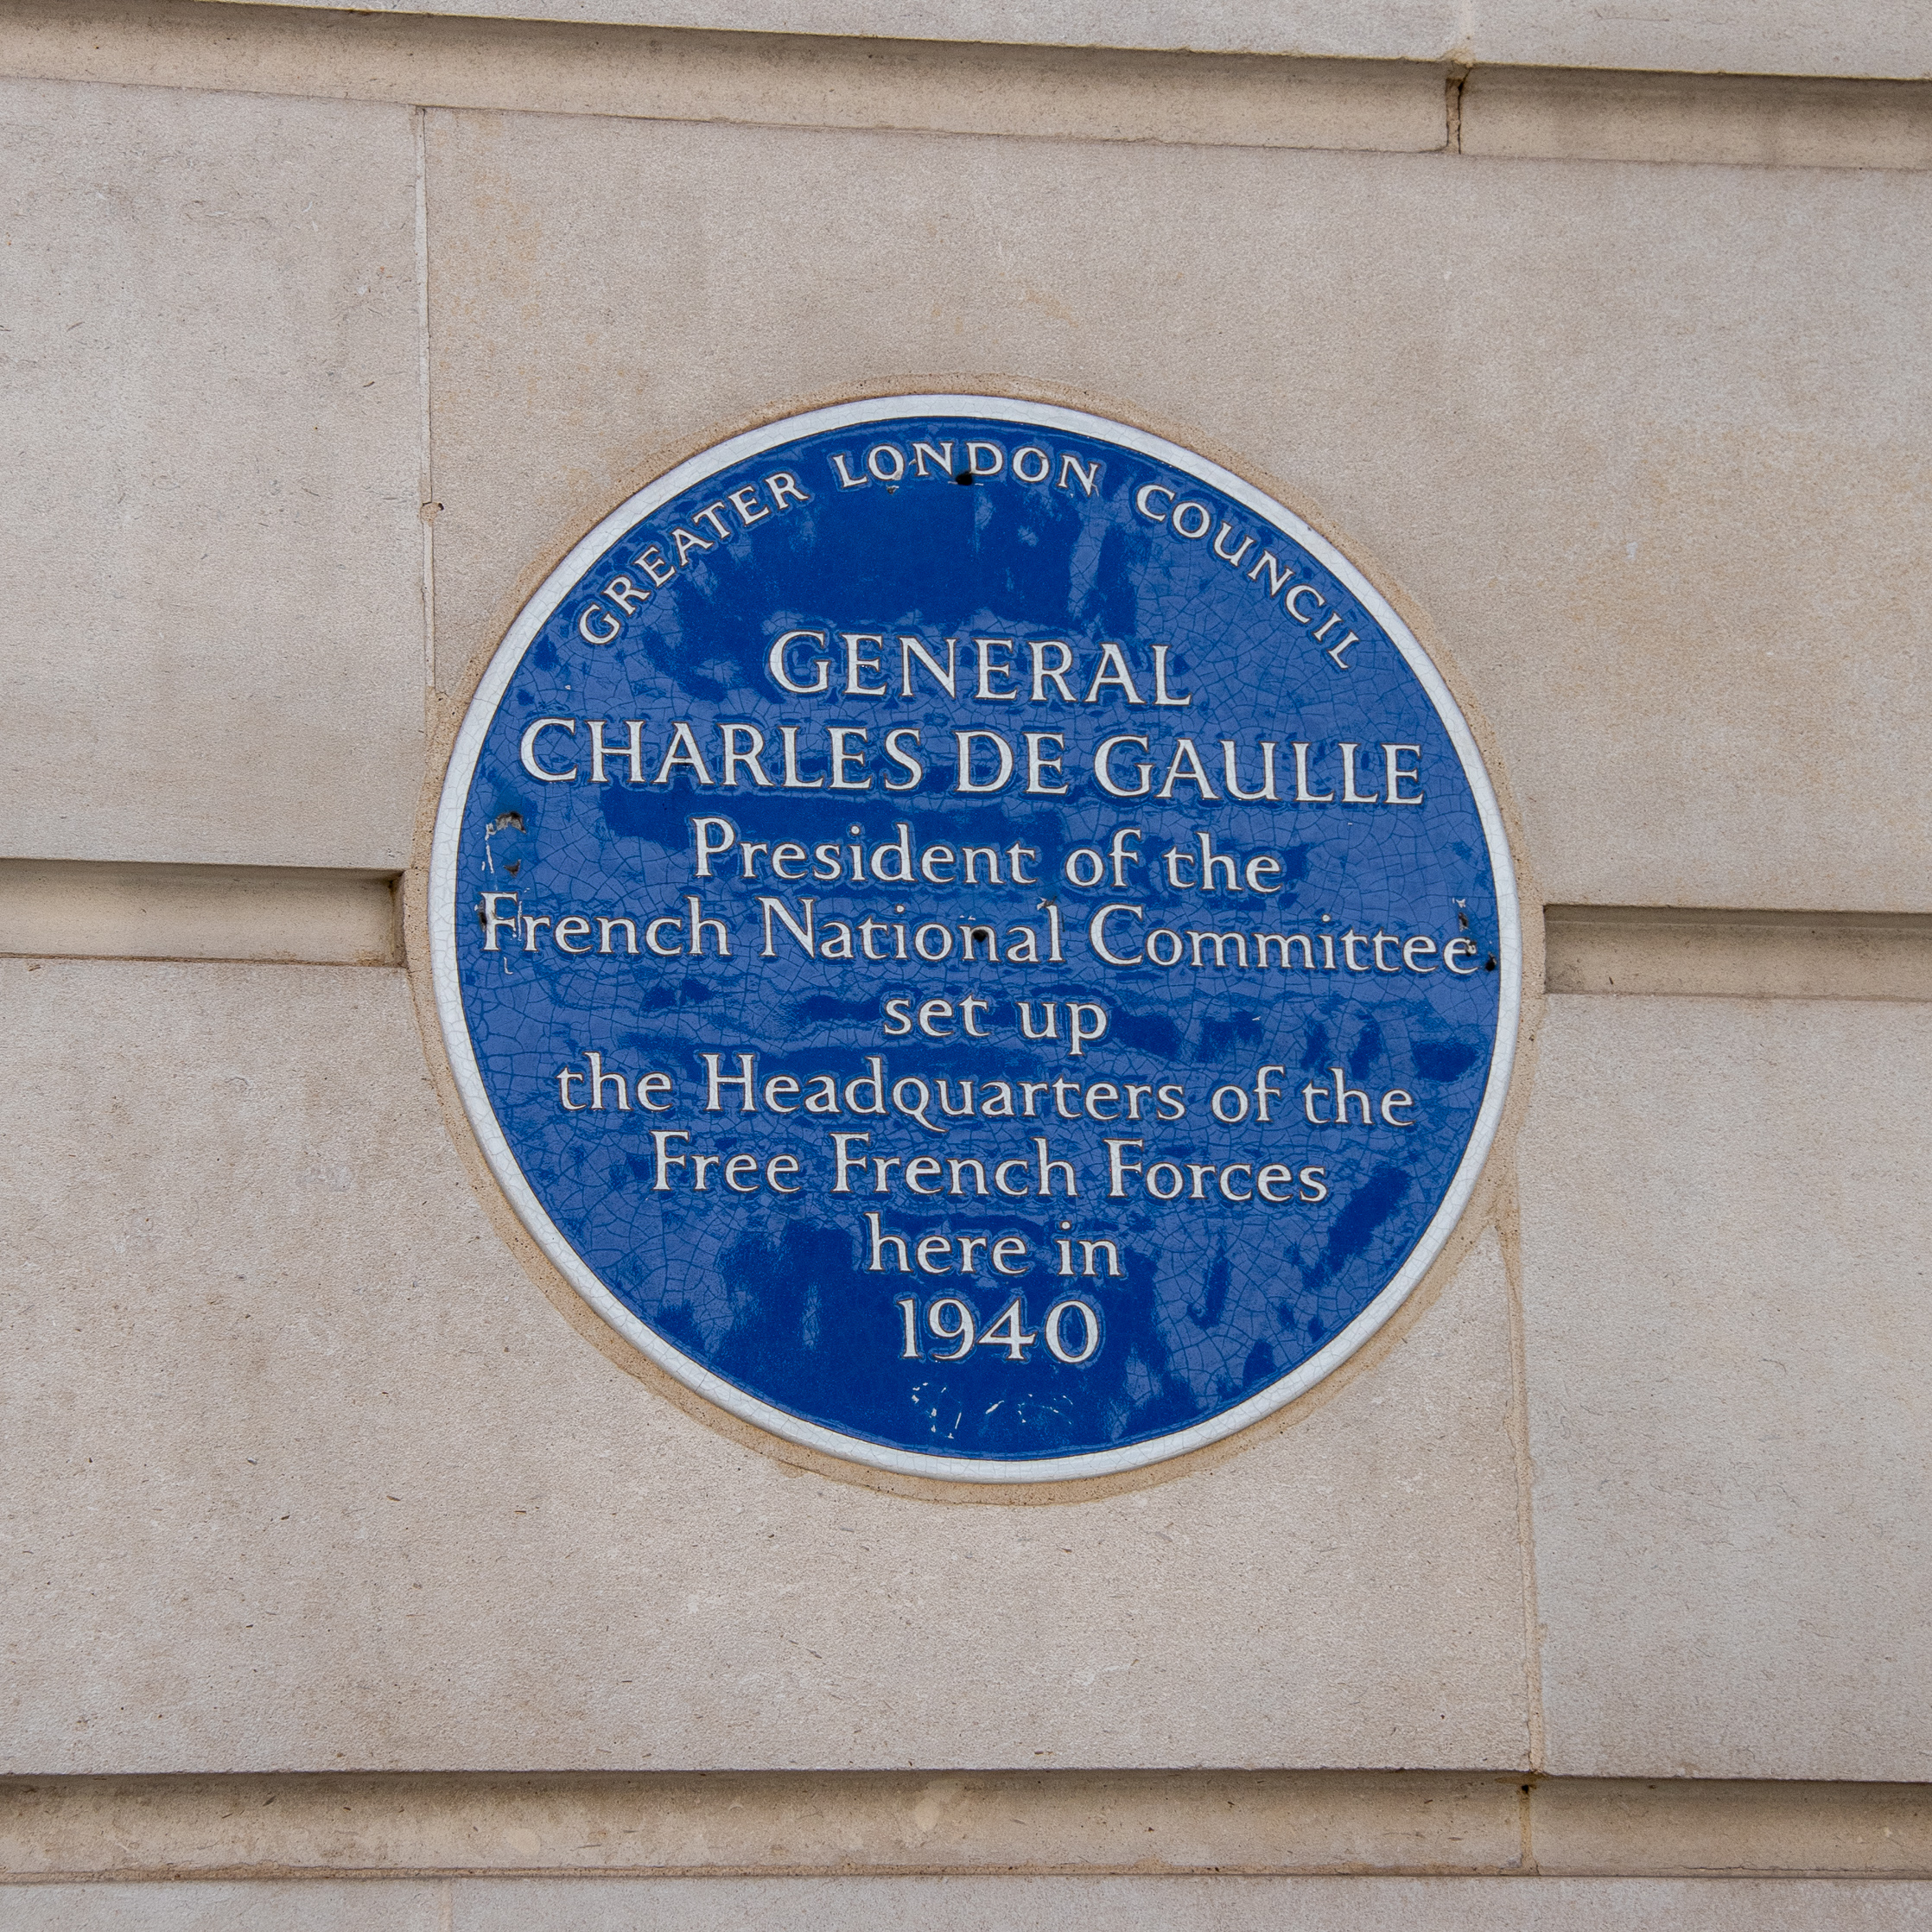 GREATER LONDON COUNCIL
GENERAL
CHARLES DE GAULLE
President of the
French National Committee
set up
the Headquarters of the
Free French Forces
here in
1940